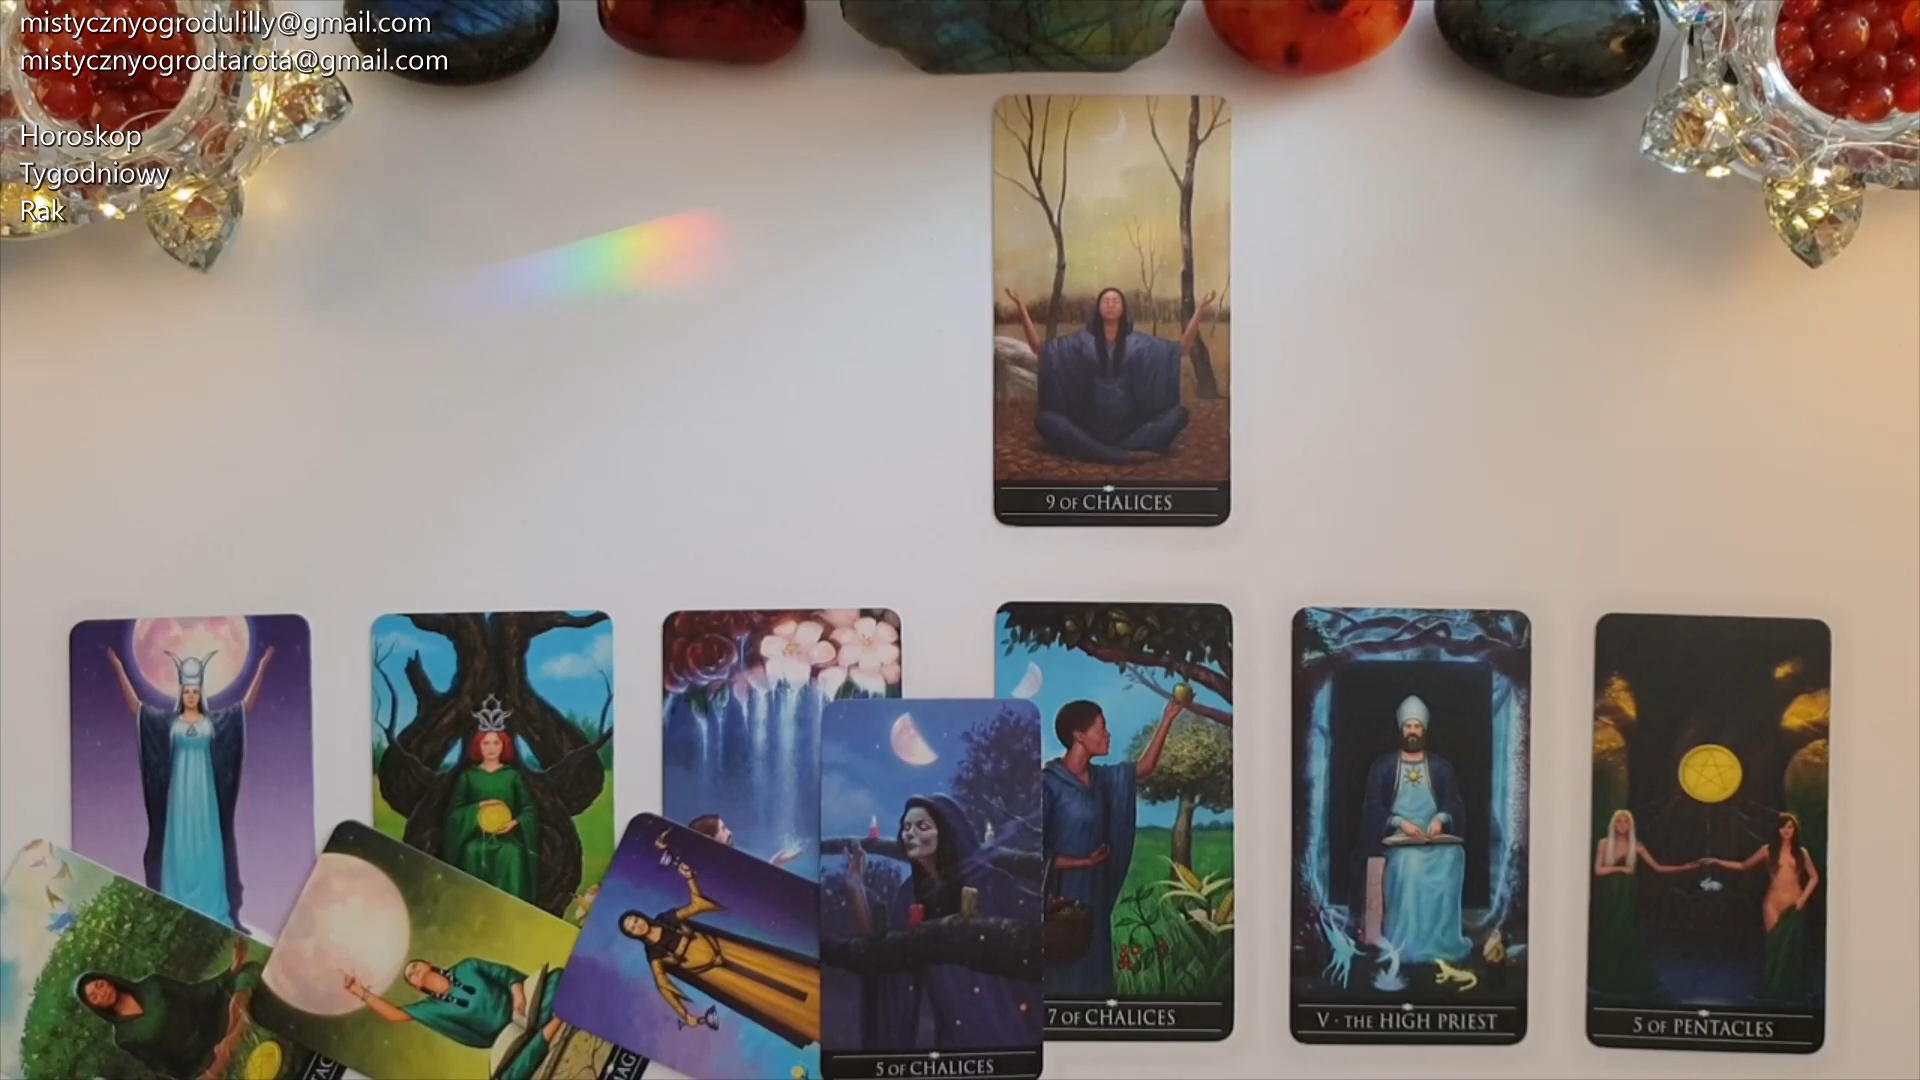 mistycznyogrodulilly@gmail.com
mistycznyogrodtarota@gmail.com
Horoskop
Tygodniowy
Rak
9 OF CHALICES
7 OF CHALICES
V · THE HIGH PRIEST
5 OF PENTACLES
5 OF CHALICES